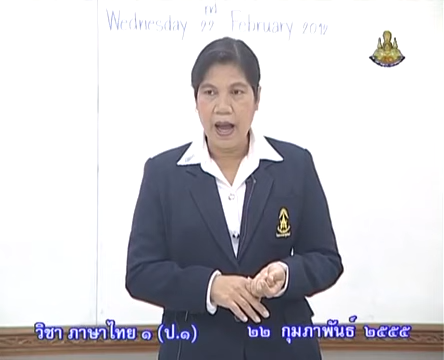 Wednesday 22nd February 2012
วิชา ภาษาไทย ๑ (ป.๑) ๒๒ กุมภาพันธ์ ๒๕๕๕